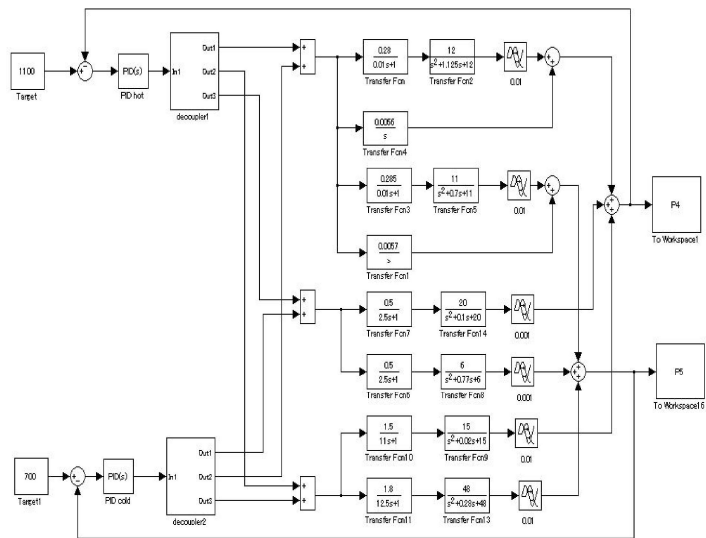 1100
Target
PID(s)
PID hot
In1
Out1
Out2
Out3
decoupler1
0.28
0.01s+1
Transfer Fcn
12
s²+1.125s+12
Transfer Fcn2
0.01
0.0056
s
Transfer Fcn4
0.285
0.01s+1
Transfer Fcn3
11
s²+0.7s+11
Transfer Fcn5
0.01
0.0057
s
Transfer Fcn1
P4
To Workspace1
0.5
2.5s+1
Transfer Fcn7
20
s²+0.1s+20
Transfer Fcn14
0.001
0.5
2.5s+1
Transfer Fcn6
6
s²+0.77s+6
Transfer Fcn8
0.001
P5
To Workspace16
1.5
11s+1
Transfer Fcn10
15
s²+0.02s+15
Transfer Fcn9
0.01
700
Target1
PID(s)
PID cold
In1
Out1
Out2
Out3
decoupler2
1.8
12.5s+1
Transfer Fcn11
48
s²+0.28s+48
Transfer Fcn13
0.01